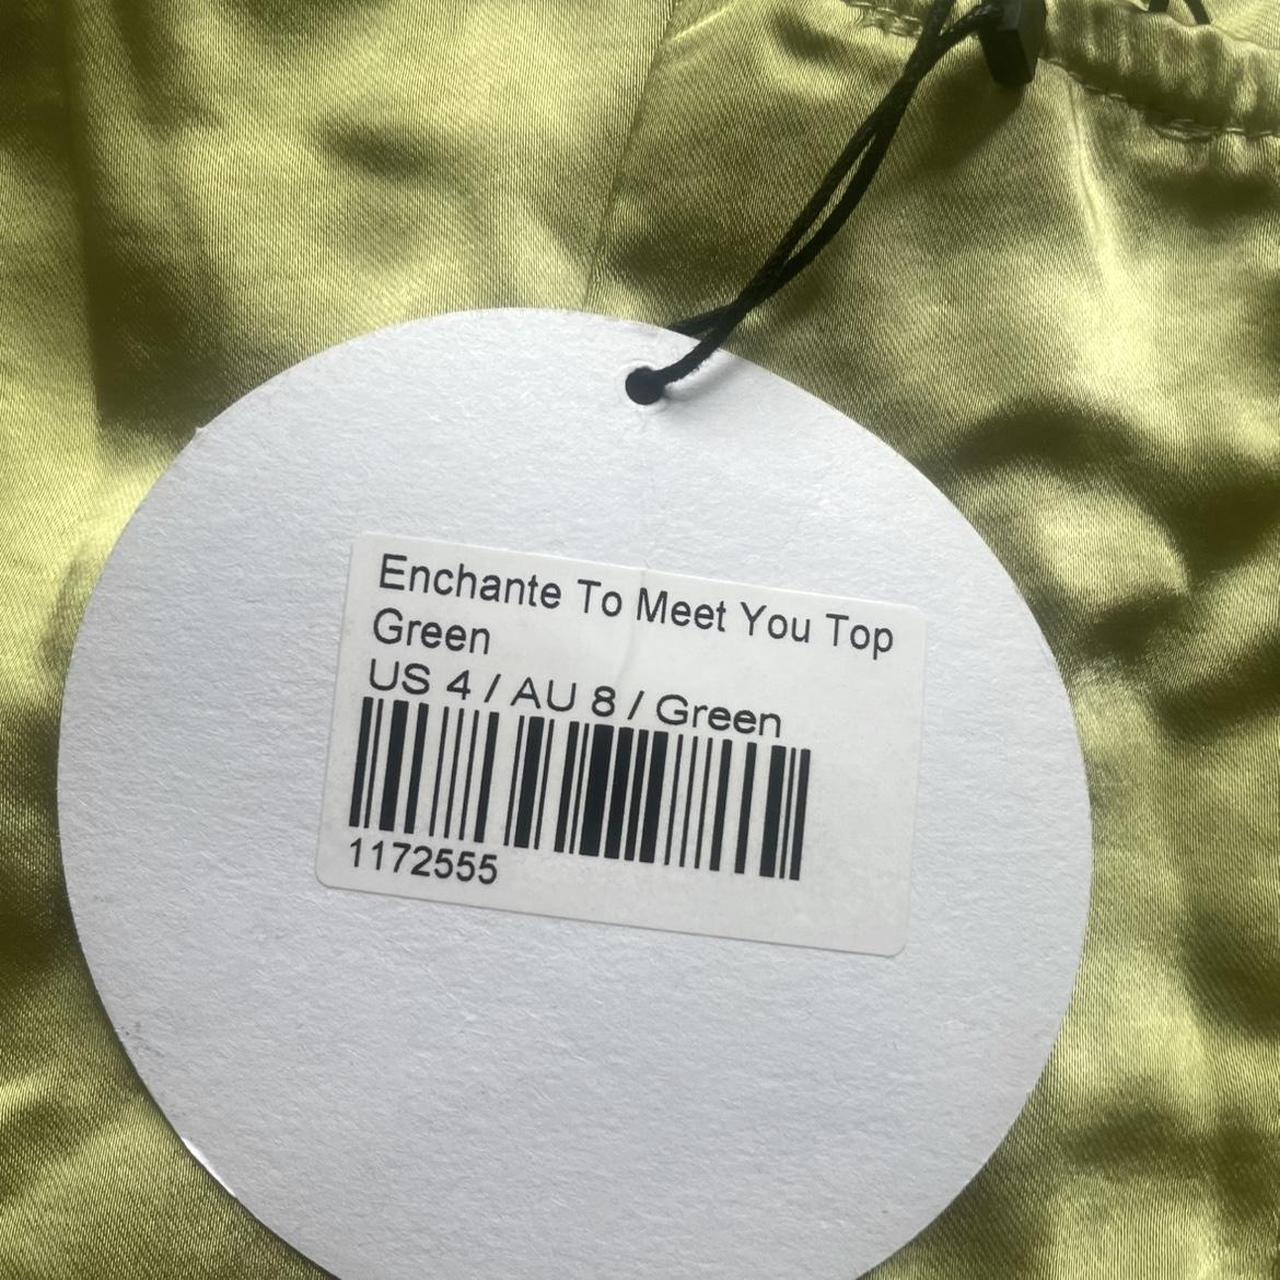 Enchante To Meet You Top
Green
US 4 / AU 8 / Green
1172555